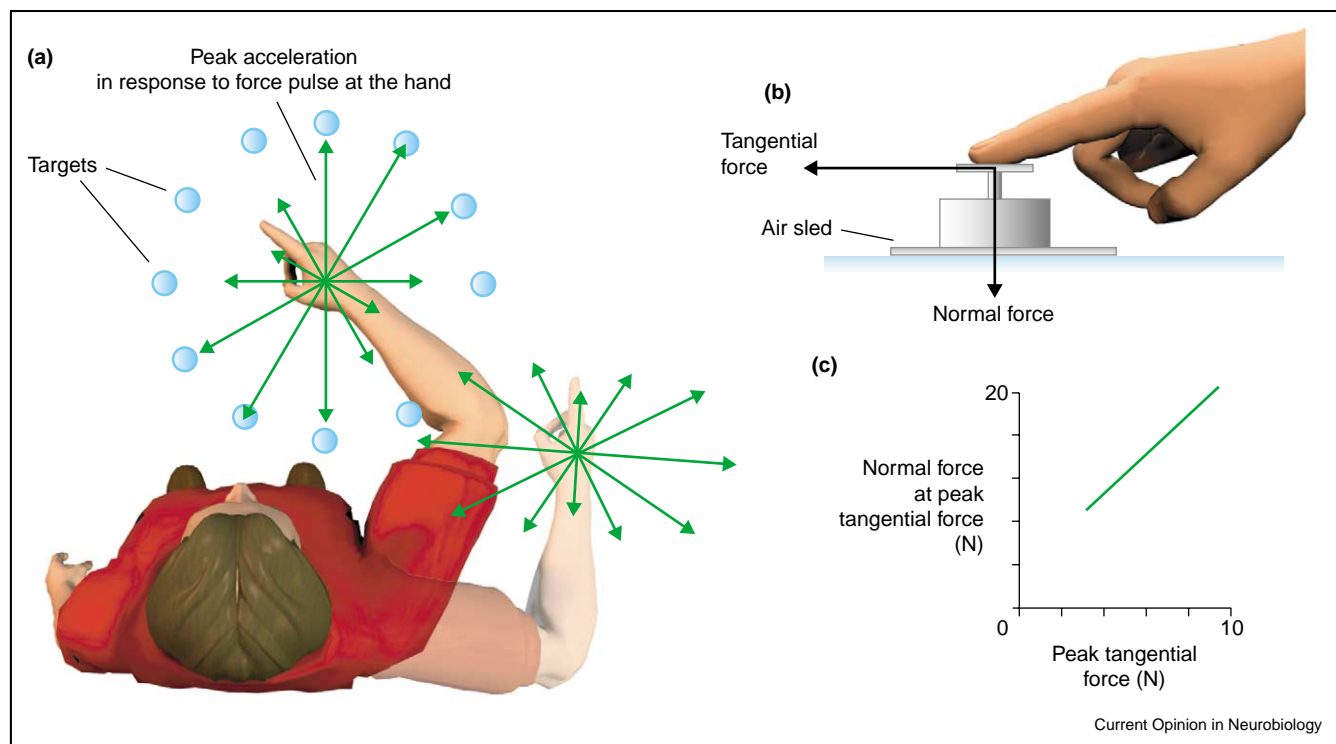 (a)
Peak acceleration
in response to force pulse at the hand
Targets
(b)
Tangential
force
Air sled
Normal force
(c)
20
Normal force
at peak
tangential force
(N)
0
10
Peak tangential
force (N)
Current Opinion in Neurobiology